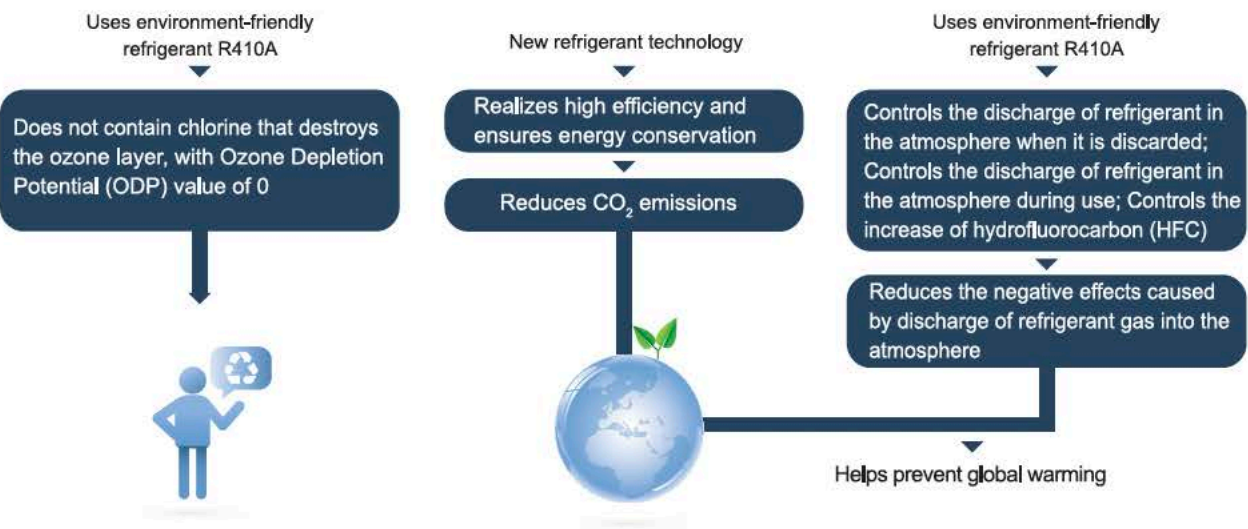 Uses environment-friendly
refrigerant R410A
Does not contain chlorine that destroys
the ozone layer, with Ozone Depletion
Potential (ODP) value of 0
New refrigerant technology
Realizes high efficiency and
ensures energy conservation
Reduces CO₂ emissions
Uses environment-friendly
refrigerant R410A
Controls the discharge of refrigerant in
the atmosphere when it is discarded;
Controls the discharge of refrigerant in
the atmosphere during use; Controls the
increase of hydrofluorocarbon (HFC)
Reduces the negative effects caused
by discharge of refrigerant gas into the
atmosphere
Helps prevent global warming